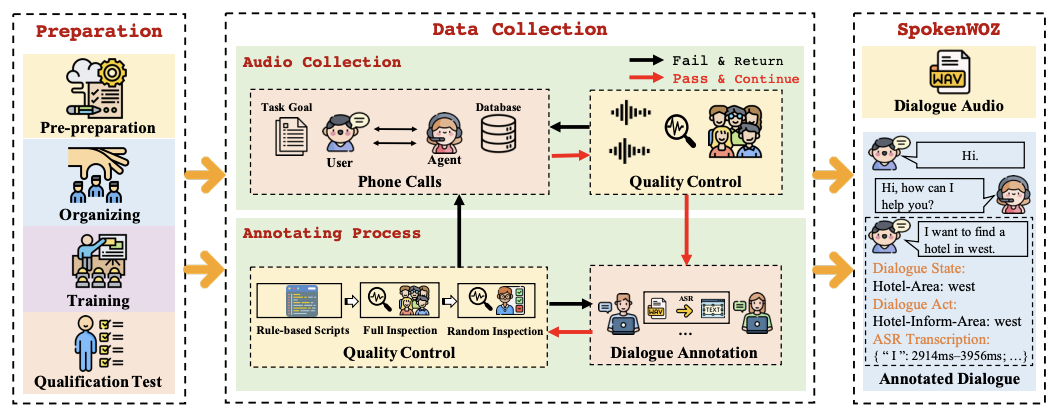 Preparation
Pre-preparation
Organizing
Training
Qualification Test
Data Collection
Audio Collection
Fail & Return
Pass & Continue
Task Goal
Database
User
Agent
Phone Calls
Quality Control
Annotating Process
Rule-based Scripts
Full Inspection
Random Inspection
Quality Control
WAV
ASR
TEXT
...
Dialogue Annotation
SpokenWOZ
WAV
Dialogue Audio
Hi.
Hi, how can I
help you?
I want to find a
hotel in west.
Dialogue State:
Hotel-Area: west
Dialogue Act:
Hotel-Inform-Area: west
ASR Transcription:
{ “ I ”: 2914ms–3956ms; …}
Annotated Dialogue